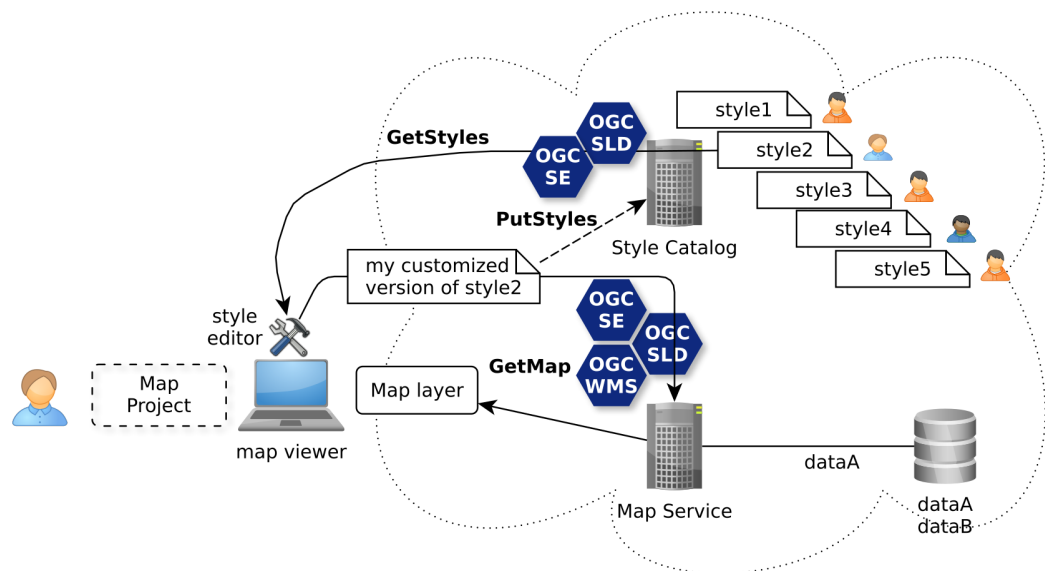 style1
OGC
SLD
GetStyles
OGC
SE
style2
style3
PutStyles
style4
Style Catalog
style5
my customized
version of style2
OGC
SE
style
editor
OGC
SLD
GetMap
OGC
WMS
Map
Project
Map layer
map viewer
dataA
Map Service
dataA
dataB